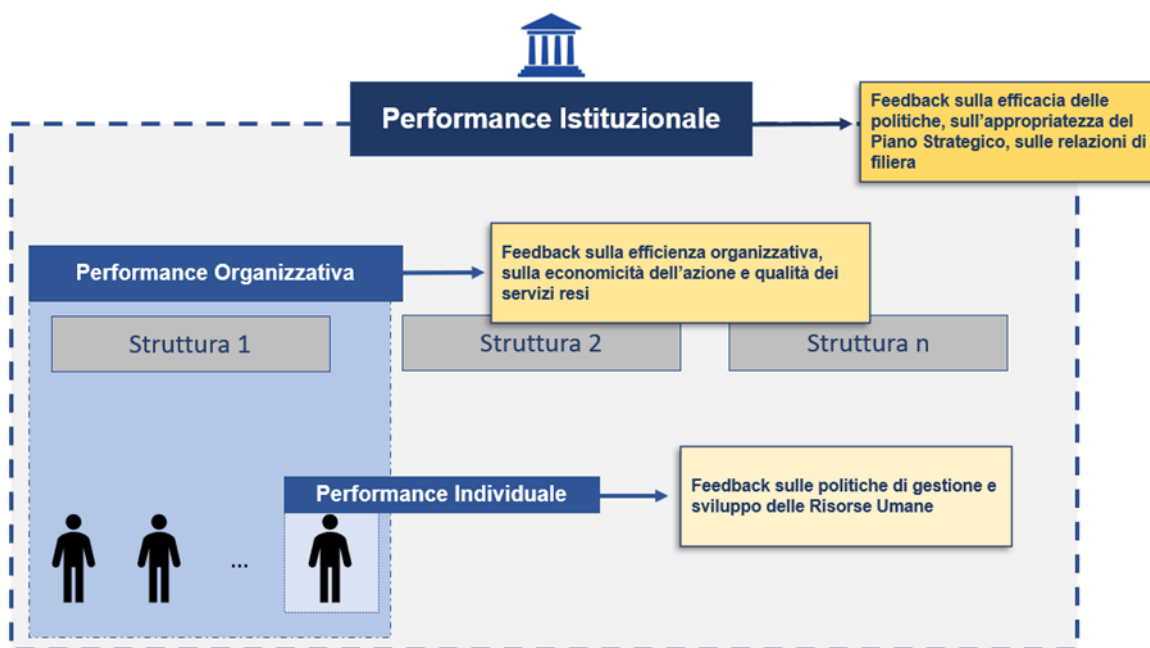 Performance Istituzionale
Feedback sulla efficacia delle
politiche, sull'appropriatezza del
Piano Strategico, sulle relazioni di
filiera
Performance Organizzativa
Feedback sulla efficienza organizzativa,
sulla economicità dell'azione e qualità dei
servizi resi
Struttura 1
Struttura 2
Struttura n
Performance Individuale
Feedback sulle politiche di gestione e
sviluppo delle Risorse Umane
...